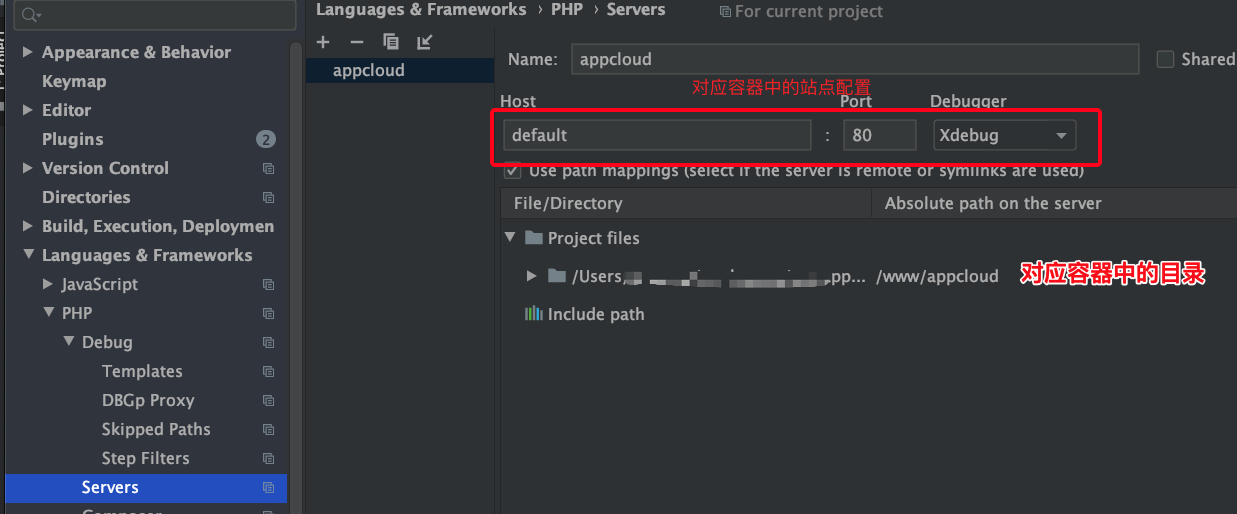 Languages & Frameworks › PHP › Servers For current project
Appearance & Behavior
Keymap
Editor
Plugins 2
Version Control
Directories
Build, Execution, Deploymen
Languages & Frameworks
JavaScript
PHP
Debug
Templates
DBGp Proxy
Skipped Paths
Step Filters
Servers
appcloud
Name: appcloud Shared
对应容器中的站点配置
Host Port Debugger
default : 80 Xdebug
Use path mappings (select if the server is remote or symlinks are used)
File/Directory Absolute path on the server
Project files
/Users/ pp... /www/appcloud 对应容器中的目录
Include path